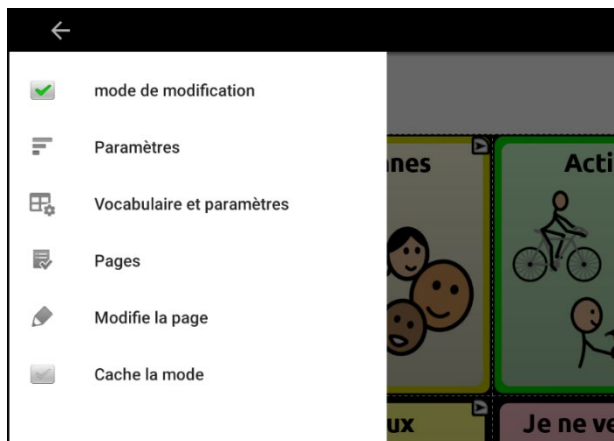 mode de modification
Paramètres
Vocabulaire et paramètres
Pages
Modifie la page
Cache la mode
nnes
Acti
ux
Je ne ve